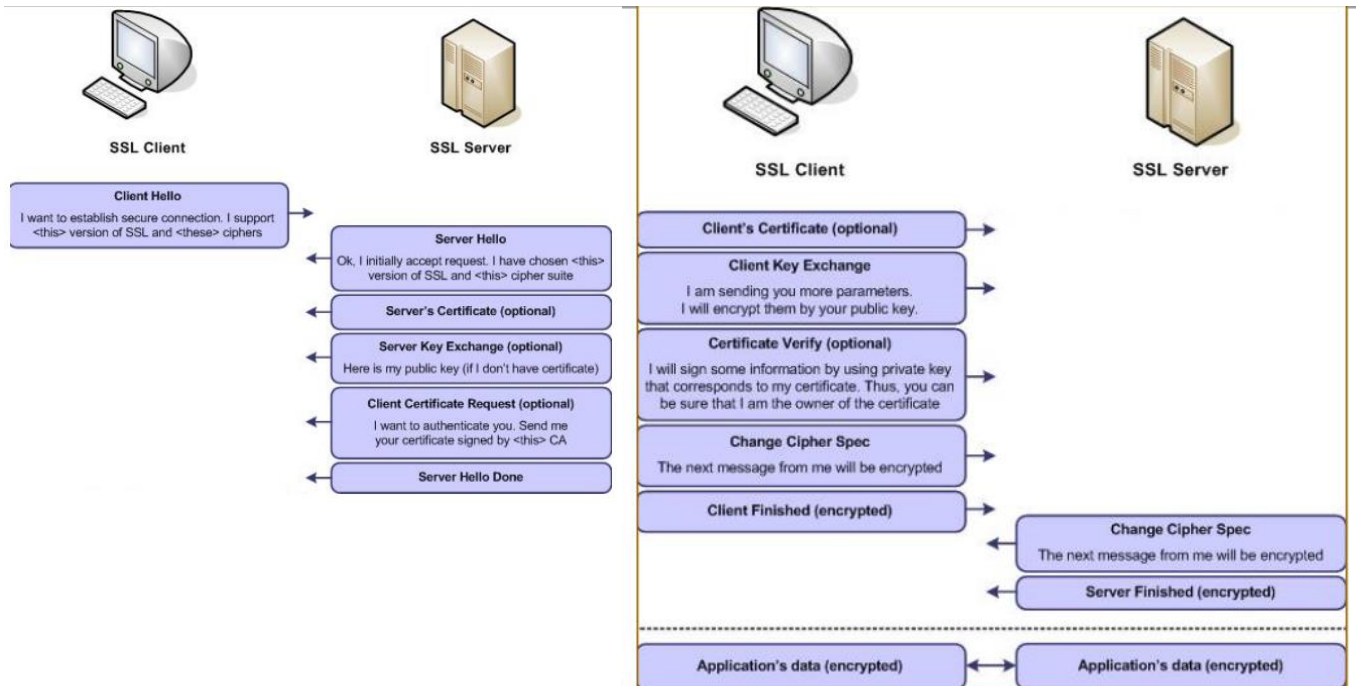 SSL Client
SSL Server
Client Hello
I want to establish secure connection. I support
<this> version of SSL and <these> ciphers
Server Hello
Ok, I initially accept request. I have chosen <this>
version of SSL and <this> cipher suite
Server's Certificate (optional)
Server Key Exchange (optional)
Here is my public key (if I don't have certificate)
Client Certificate Request (optional)
I want to authenticate you. Send me
your certificate signed by <this> CA
Server Hello Done
SSL Client
SSL Server
Client's Certificate (optional)
Client Key Exchange
I am sending you more parameters.
I will encrypt them by your public key.
Certificate Verify (optional)
I will sign some information by using private key
that corresponds to my certificate. Thus, you can
be sure that I am the owner of the certificate
Change Cipher Spec
The next message from me will be encrypted
Client Finished (encrypted)
Change Cipher Spec
The next message from me will be encrypted
Server Finished (encrypted)
Application's data (encrypted)
Application's data (encrypted)